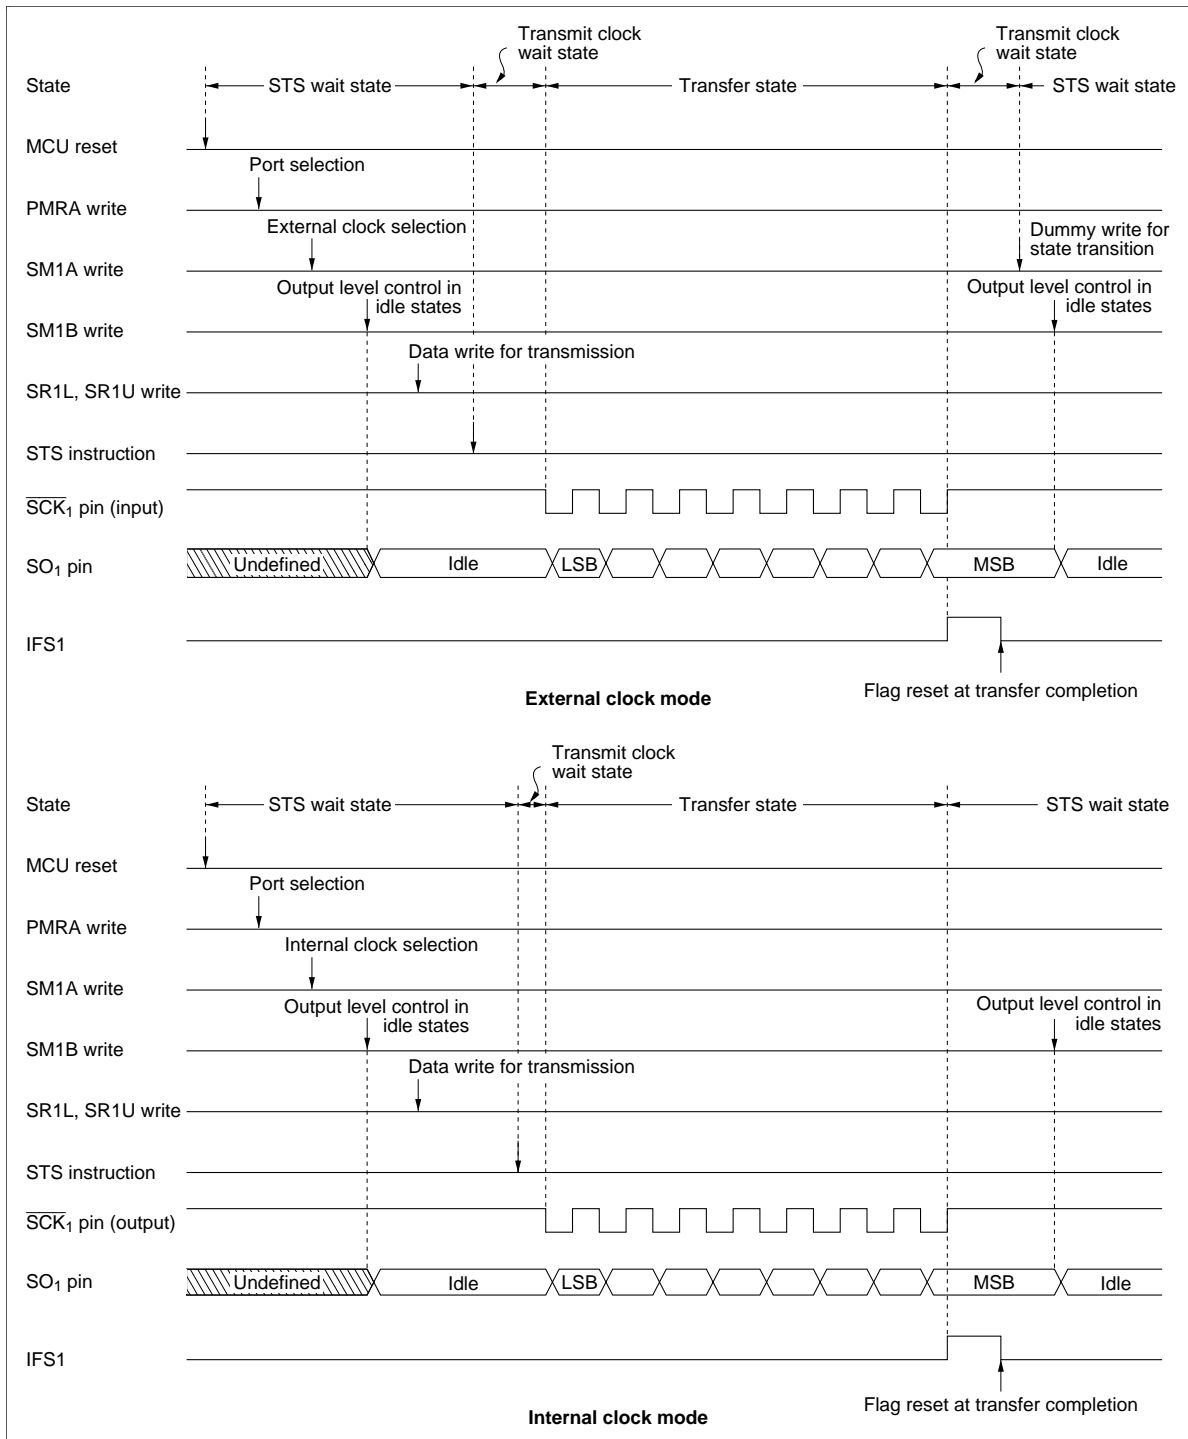 Transmit clock
wait state
Transmit clock
wait state
State
STS wait state
Transfer state
STS wait state
MCU reset
Port selection
PMRA write
External clock selection
Dummy write for
state transition
SM1A write
Output level control in
idle states
Output level control in
idle states
SM1B write
Data write for transmission
SR1L, SR1U write
STS instruction
SCK1 pin (input)
SO1 pin
Undefined
Idle
LSB
MSB
Idle
IFS1
Flag reset at transfer completion
External clock mode
Transmit clock
wait state
State
STS wait state
Transfer state
STS wait state
MCU reset
Port selection
PMRA write
Internal clock selection
SM1A write
Output level control in
idle states
Output level control in
idle states
SM1B write
Data write for transmission
SR1L, SR1U write
STS instruction
SCK1 pin (output)
SO1 pin
Undefined
Idle
LSB
MSB
Idle
IFS1
Flag reset at transfer completion
Internal clock mode